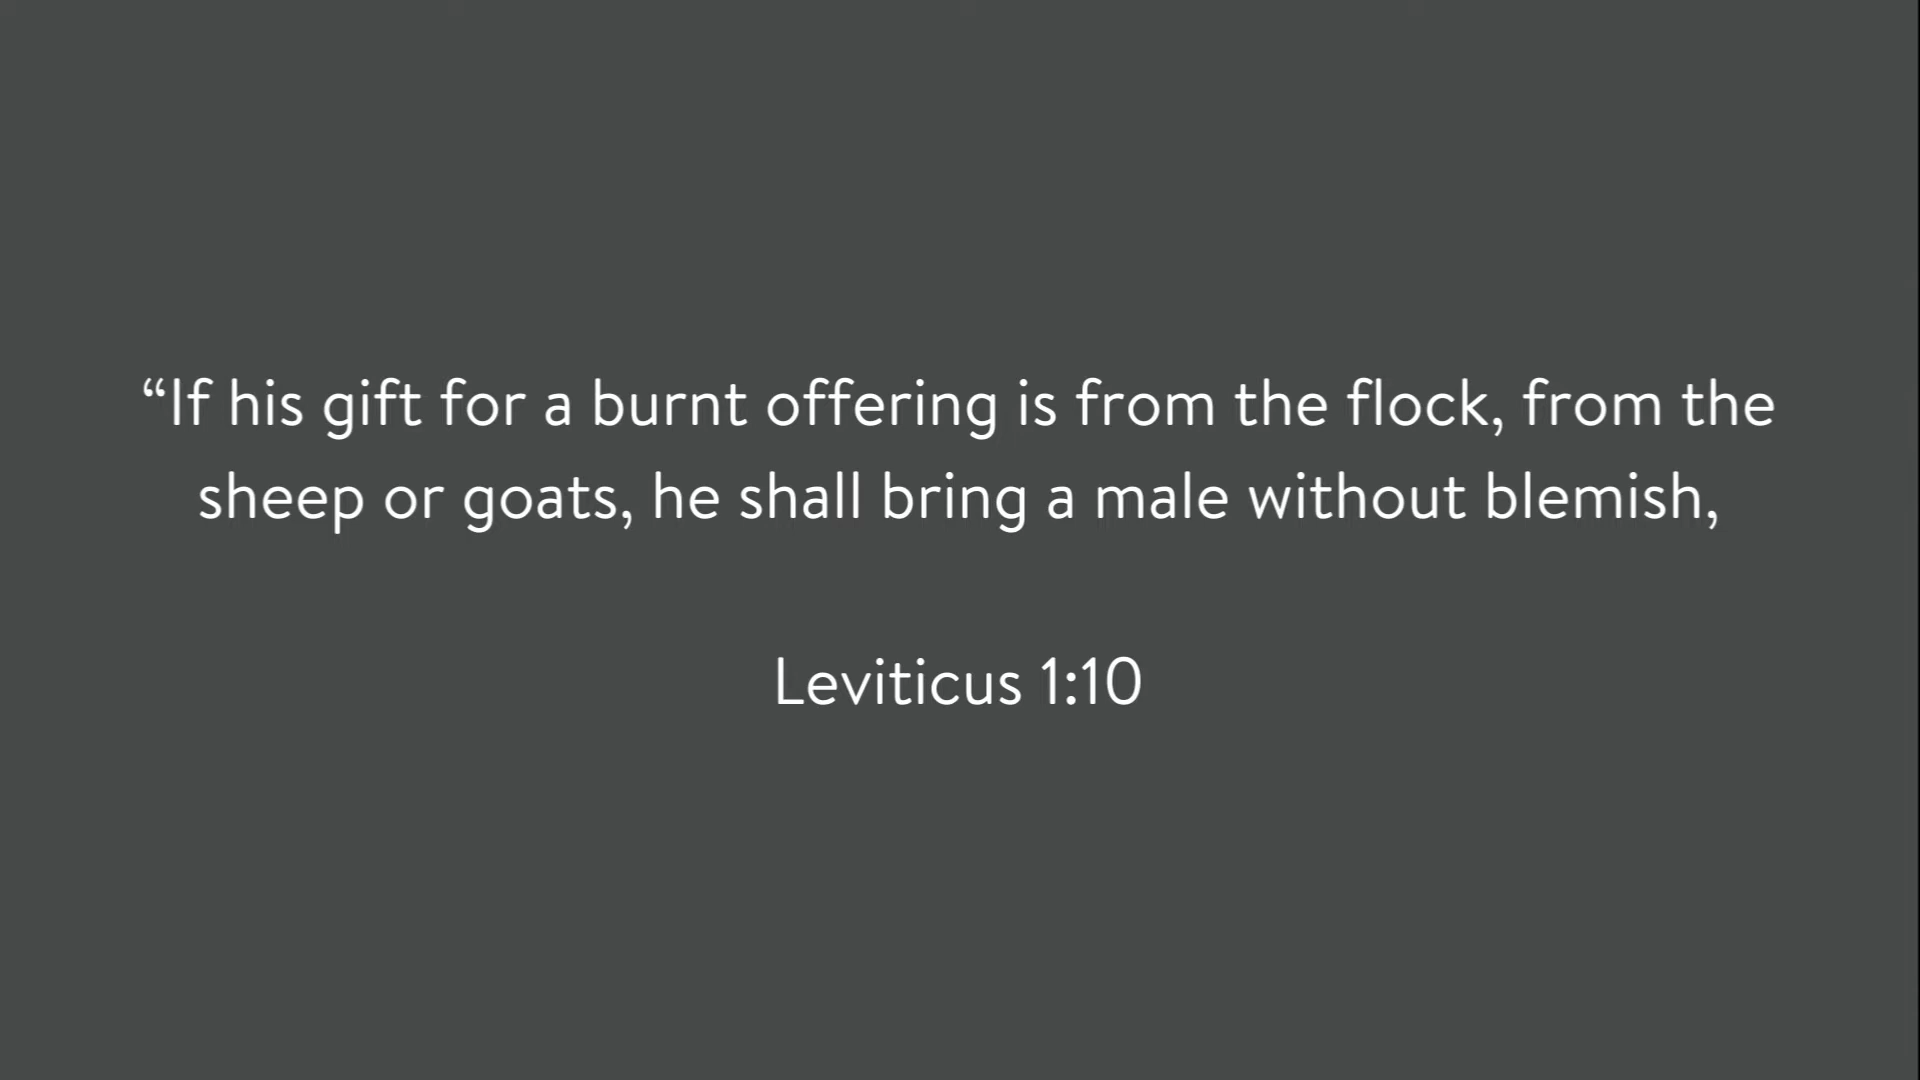 “If his gift for a burnt offering is from the flock, from the
sheep or goats, he shall bring a male without blemish,
Leviticus 1:10